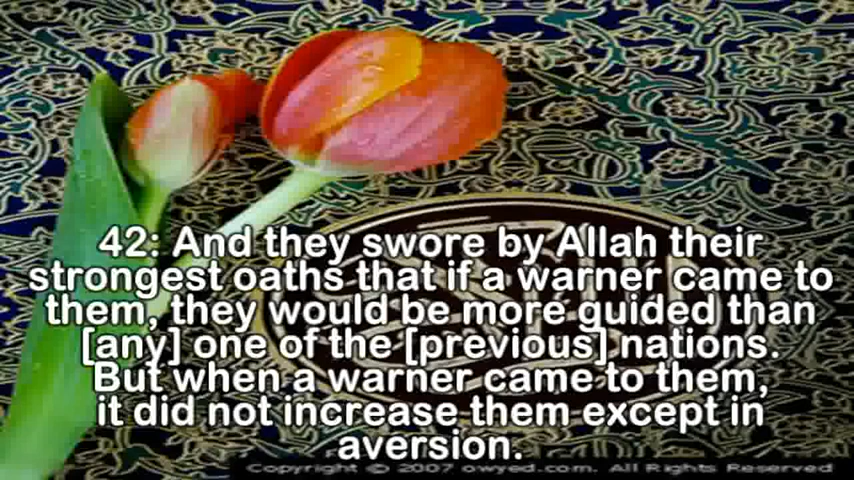 42: And they swore by Allah their
strongest oaths that if a warner came to
them, they would be more guided than
[any] one of the [previous] nations.
But when a warner came to them,
it did not increase them except in
aversion.
Copyright © 2007 owyed.com. All Rights Reserved